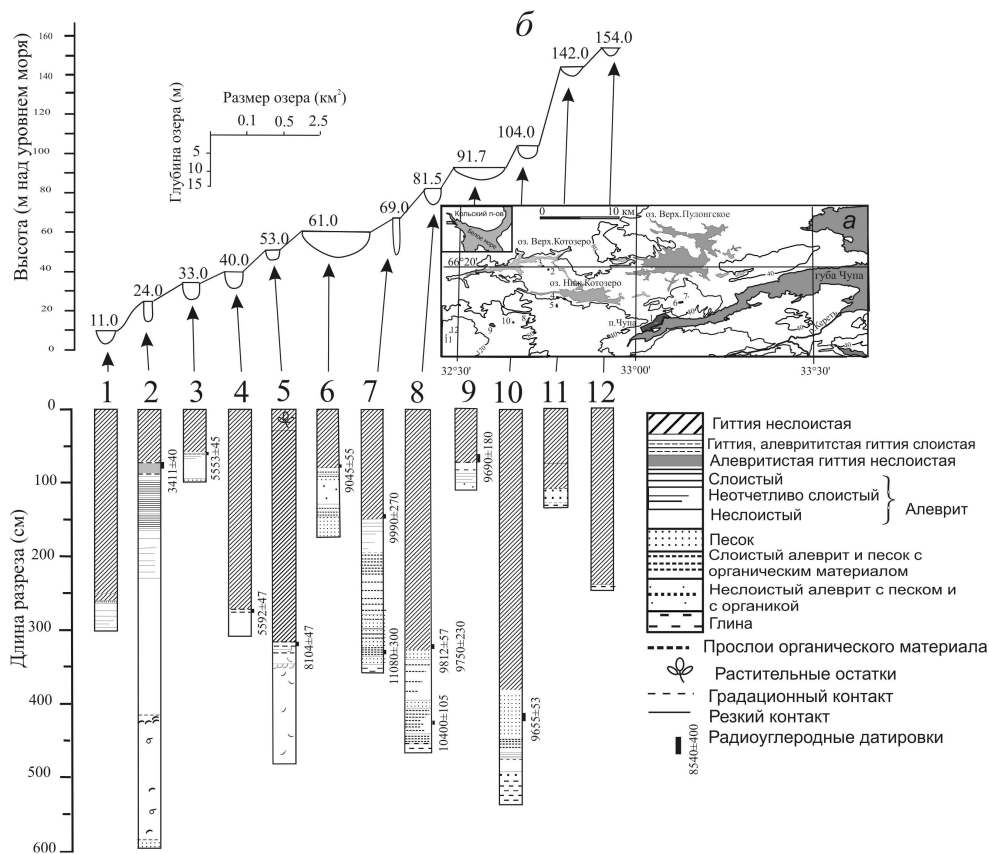 б
160
140
120
100
80
60
40
20
0
Высота (м над уровнем моря)
Размер озера (км²)
0.1 0.5 2.5
Глубина озера (м)
5
10
15
11.0
24.0
33.0
40.0
53.0
61.0
69.0
81.5
91.7
104.0
142.0
154.0
а
Кольский п-ов
Белое море
0 10 км
оз. Верх.Пулонгское
оз. Верх.Котозеро
66°20'
оз. Ниж.Котозеро
губа Чупа
п.Чупа
р.Кереть
32°30'
33°00'
33°30'
1 2 3 4 5 6 7 8 9 10 11 12
Длина разреза (см)
0
100
200
300
400
500
600
3411±40
5553±45
5592±47
8104±47
9045±55
9990±270
11080±300
9812±57
9750±230
10400±105
9690±180
9655±53
Гиттия неслоистая
Гиттия, алеврититстая гиттия слоистая
Алевритистая гиттия неслоистая
Слоистый
Неотчетливо слоистый
Неслоистый
Алеврит
Песок
Слоистый алеврит и песок с
органическим материалом
Неслоистый алеврит с песком и
с органикой
Глина
Прослои органического материала
Растительные остатки
Градационный контакт
Резкий контакт
Радиоуглеродные датировки
8540±400